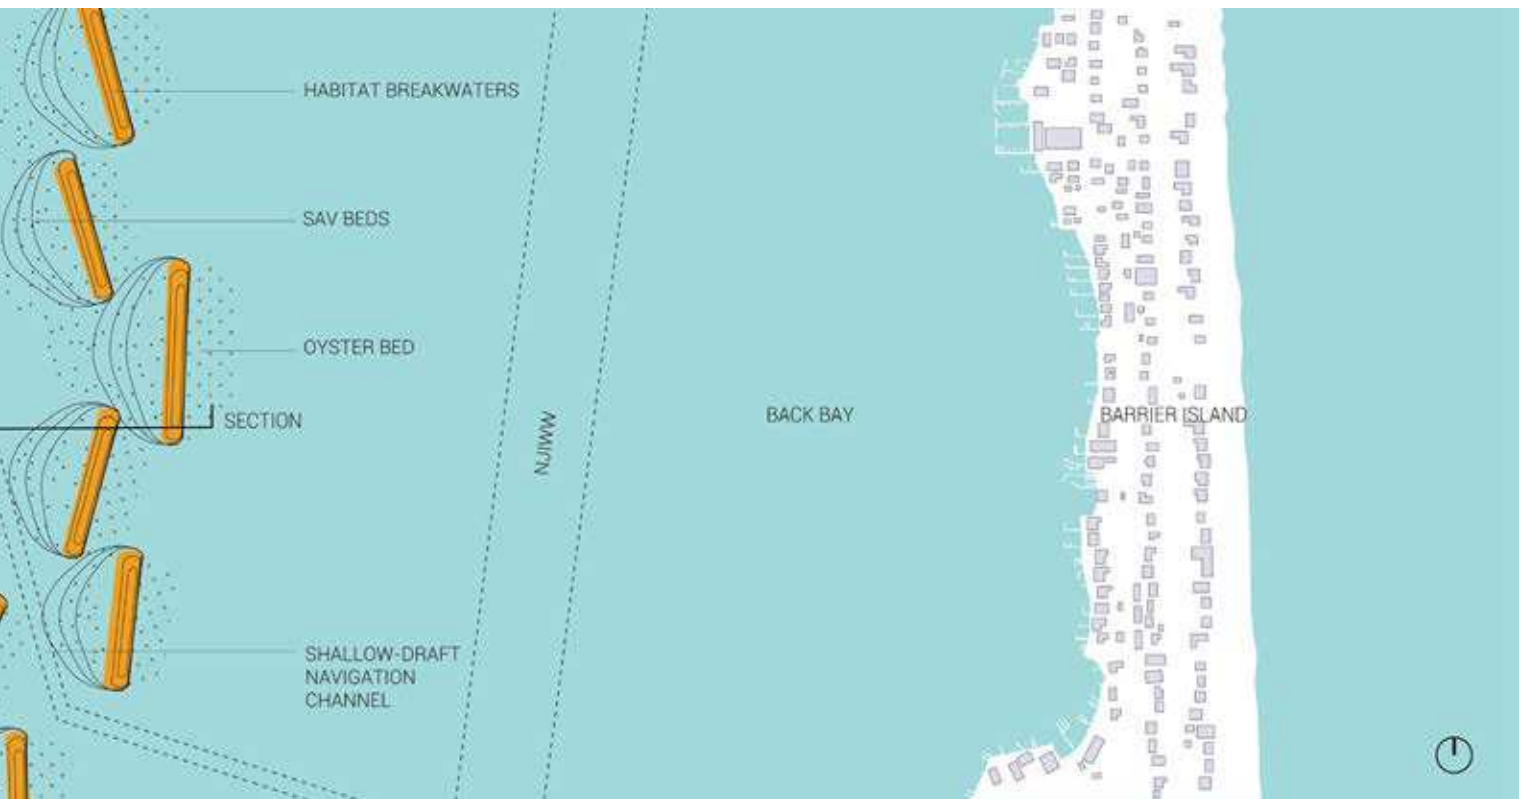 HABITAT BREAKWATERS
SAV BEDS
OYSTER BED
SECTION
NJIWW
BACK BAY
BARRIER ISLAND
SHALLOW-DRAFT
NAVIGATION
CHANNEL